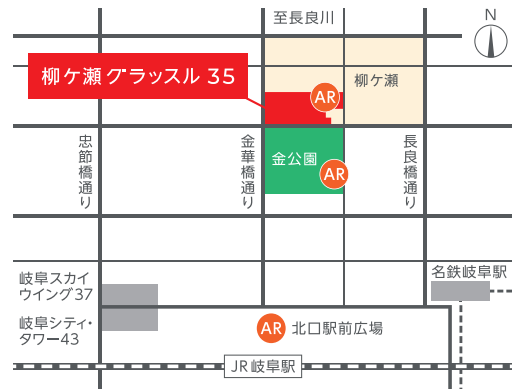 至長良川
N
柳ケ瀬グラッスル 35
AR
柳ケ瀬
忠節橋通り
金華橋通り
金公園
長良橋通り
AR
岐阜スカイ
ウイング37
名鉄岐阜駅
岐阜シティ・
タワー43
AR 北口駅前広場
JR岐阜駅